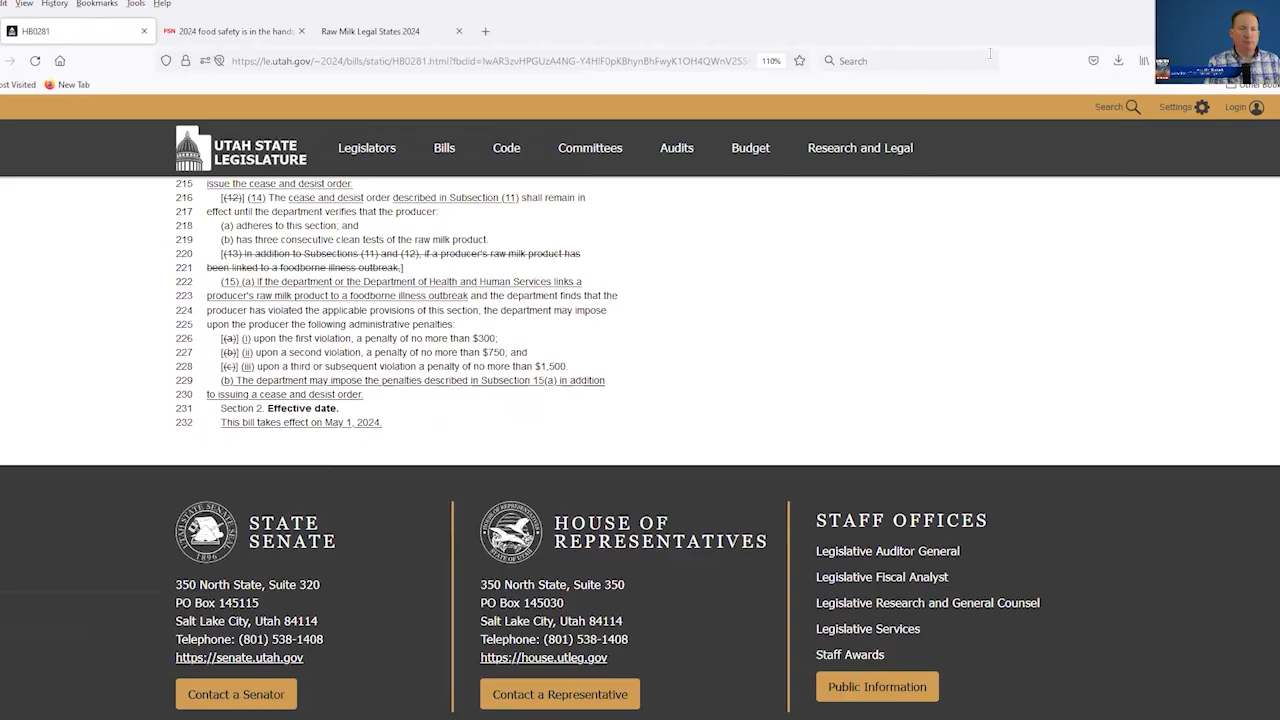 View History Bookmarks Tools Help
HB0281
FSN 2024 food safety is in the hands
Raw Milk Legal States 2024
110%
Search
Most Visited New Tab
Search Settings Login
UTAH STATE
LEGISLATURE
Legislators Bills Code Committees Audits Budget Research and Legal
215 issue the cease and desist order.
216 [(12)] (14) The cease and desist order described in Subsection (11) shall remain in
217 effect until the department verifies that the producer:
218 (a) adheres to this section; and
219 (b) has three consecutive clean tests of the raw milk product.
220 [(13) In addition to Subsections (11) and (12), if a producer's raw milk product has
221 been linked to a foodborne illness outbreak,]
222 (15) (a) If the department or the Department of Health and Human Services links a
223 producer's raw milk product to a foodborne illness outbreak and the department finds that the
224 producer has violated the applicable provisions of this section, the department may impose
225 upon the producer the following administrative penalties:
226 [(a)] (i) upon the first violation, a penalty of no more than $300;
227 [(b)] (ii) upon a second violation, a penalty of no more than $750; and
228 [(c)] (iii) upon a third or subsequent violation a penalty of no more than $1,500.
229 (b) The department may impose the penalties described in Subsection 15(a) in addition
230 to issuing a cease and desist order.
231 Section 2. Effective date.
232 This bill takes effect on May 1, 2024.
STATE
SENATE
350 North State, Suite 320
PO Box 145115
Salt Lake City, Utah 84114
Telephone: (801) 538-1408
https://senate.utah.gov
Contact a Senator
HOUSE OF
REPRESENTATIVES
350 North State, Suite 350
PO Box 145030
Salt Lake City, Utah 84114
Telephone: (801) 538-1408
https://house.utleg.gov
Contact a Representative
STAFF OFFICES
Legislative Auditor General
Legislative Fiscal Analyst
Legislative Research and General Counsel
Legislative Services
Staff Awards
Public Information